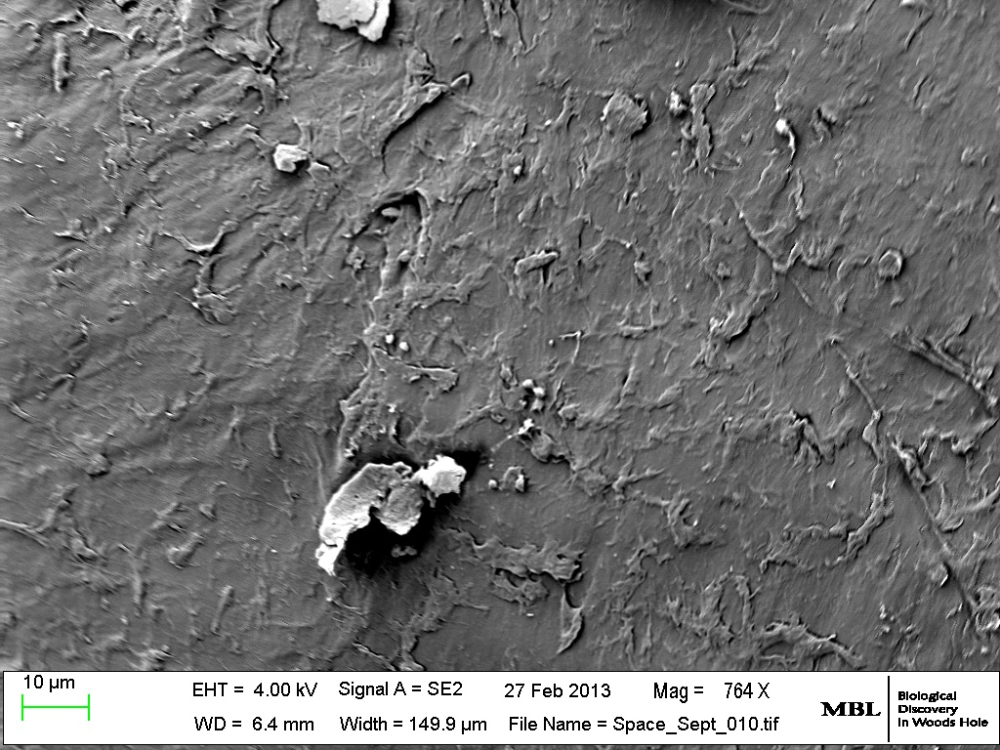 10 µm
EHT = 4.00 kV Signal A = SE2 27 Feb 2013 Mag = 764 X
WD = 6.4 mm Width = 149.9 µm File Name = Space_Sept_010.tif
MBL
Biological
Discovery
in Woods Hole